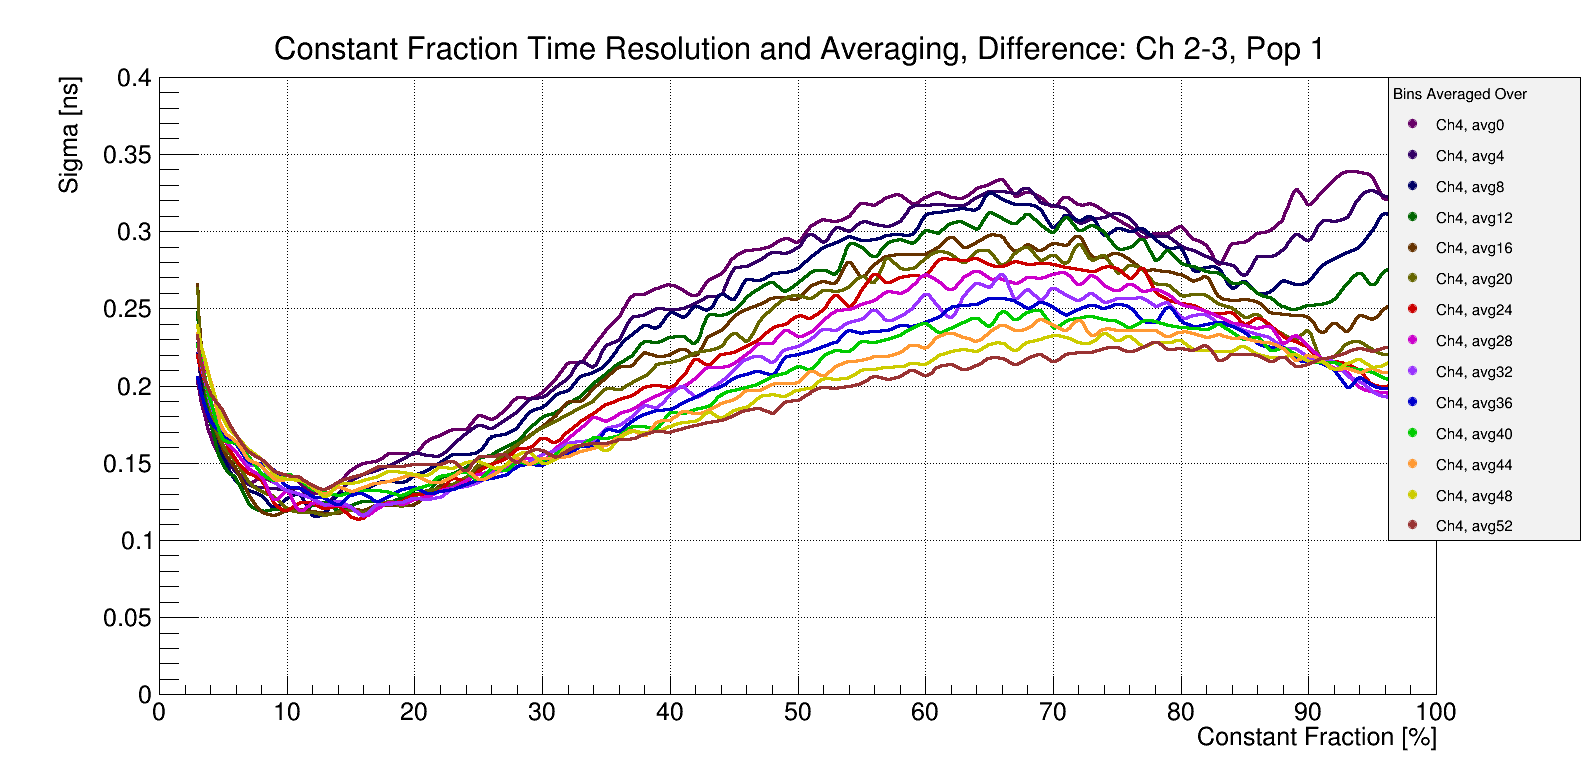 Constant Fraction Time Resolution and Averaging, Difference: Ch 2-3, Pop 1
Sigma [ns]
0.4
0.35
0.3
0.25
0.2
0.15
0.1
0.05
0
0 10 20 30 40 50 60 70 80 90 100
Constant Fraction [%]
Bins Averaged Over
Ch4, avg0
Ch4, avg4
Ch4, avg8
Ch4, avg12
Ch4, avg16
Ch4, avg20
Ch4, avg24
Ch4, avg28
Ch4, avg32
Ch4, avg36
Ch4, avg40
Ch4, avg44
Ch4, avg48
Ch4, avg52